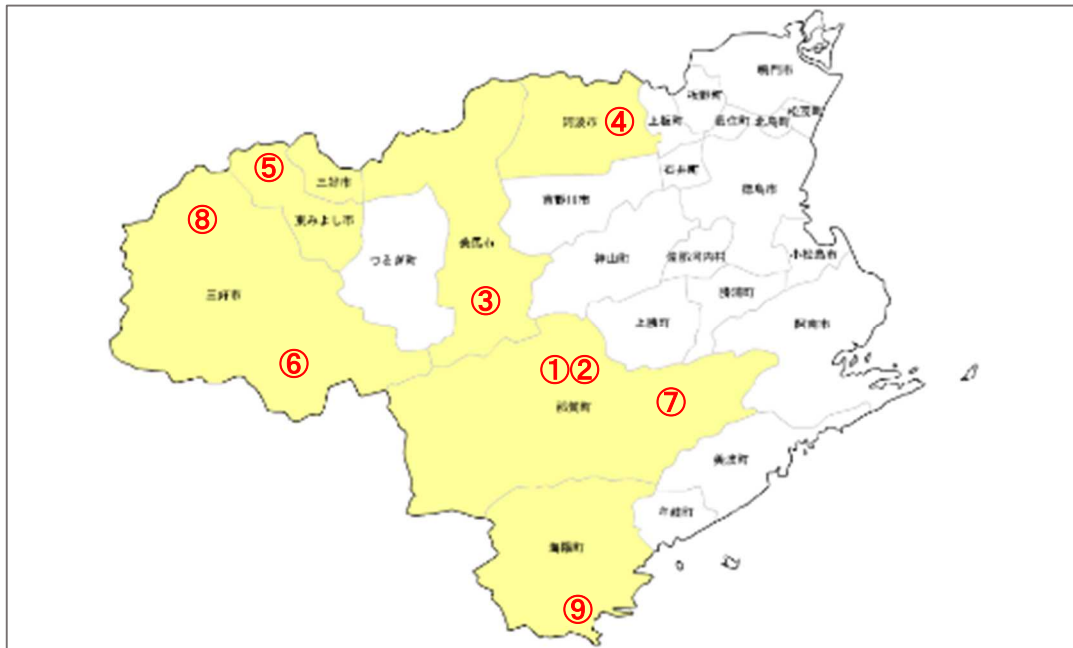 鳴門市
板野町
松茂町
阿波市
④
上板町
藍住町
北島町
⑤
石井町
三好市
徳島市
吉野川市
⑧
東みよし市
美馬市
小松島市
つるぎ町
神山町
佐那河内村
三好市
③
勝浦町
上勝町
阿南市
⑥
①②
⑦
那賀町
美波町
牟岐町
海陽町
⑨